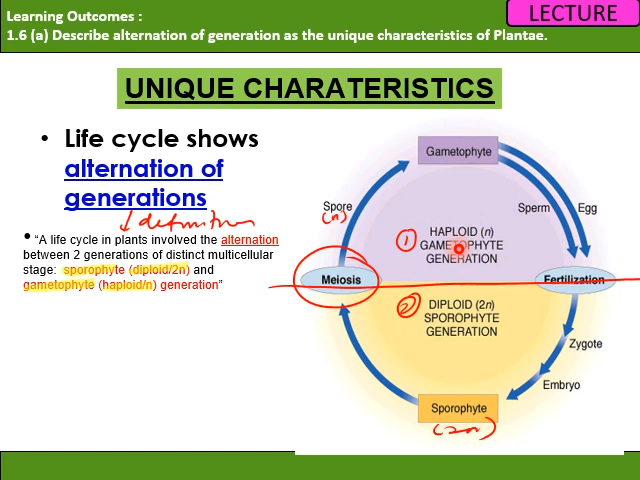 Learning Outcomes :
LECTURE
1.6 (a) Describe alternation of generation as the unique characteristics of Plantae.
UNIQUE CHARATERISTICS
• Life cycle shows
alternation of
generations
definition
• “A life cycle in plants involved the alternation
between 2 generations of distinct multicellular
stage: sporophyte (diploid/2n) and
gametophyte (haploid/n) generation”
Gametophyte
Spore
(n)
Sperm
Egg
1
HAPLOID (n)
GAMETOPHYTE
GENERATION
Meiosis
Fertilization
2
DIPLOID (2n)
SPOROPHYTE
GENERATION
Zygote
Embryo
Sporophyte
(2n)